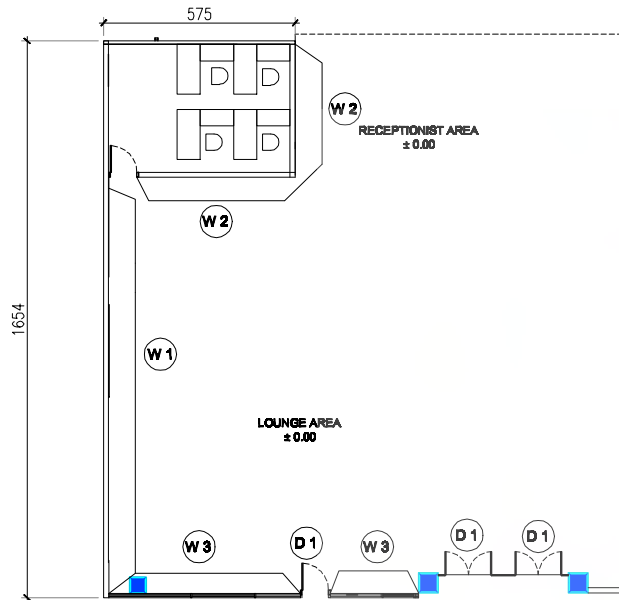 575
W 2
RECEPTIONIST AREA
± 0.00
W 2
1654
W 1
LOUNGE AREA
± 0.00
W 3
D 1
W 3
D 1
D 1